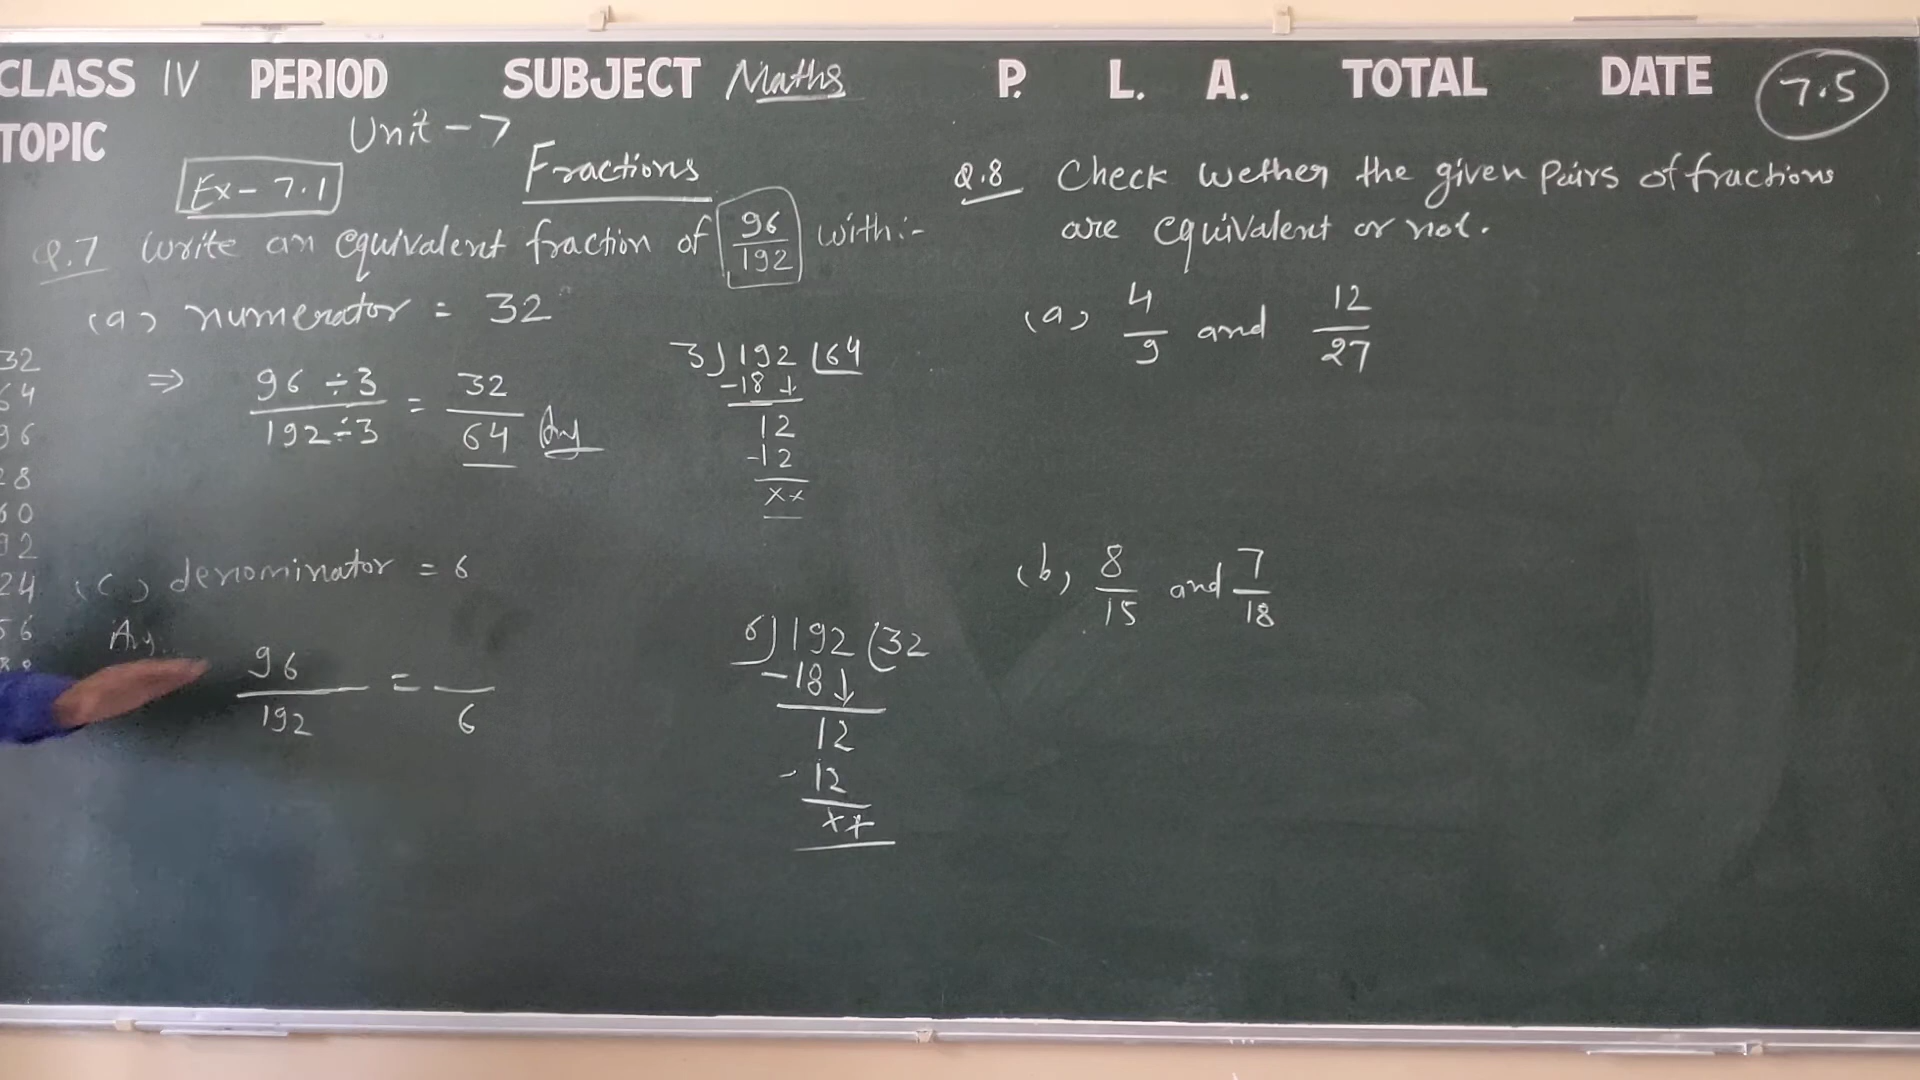 CLASS IV PERIOD SUBJECT Maths P. L. A. TOTAL DATE 7.5
TOPIC Unit-7
Ex-7.1 Fractions
Q.7 Write an equivalent fraction of 96/192 with:-
(a) numerator = 32
⇒ 96÷3 / 192÷3 = 32/64 Ans
3)192(64
-18↓
12
-12
xx
(c) denominator = 6
Ans.
96/192 = /6
6)192(32
-18↓
12
-12
xx
32
64
96
28
60
92
24
56
Q.8 Check wether the given pairs of fractions
are equivalent or not.
(a) 4/9 and 12/27
(b) 8/15 and 7/18